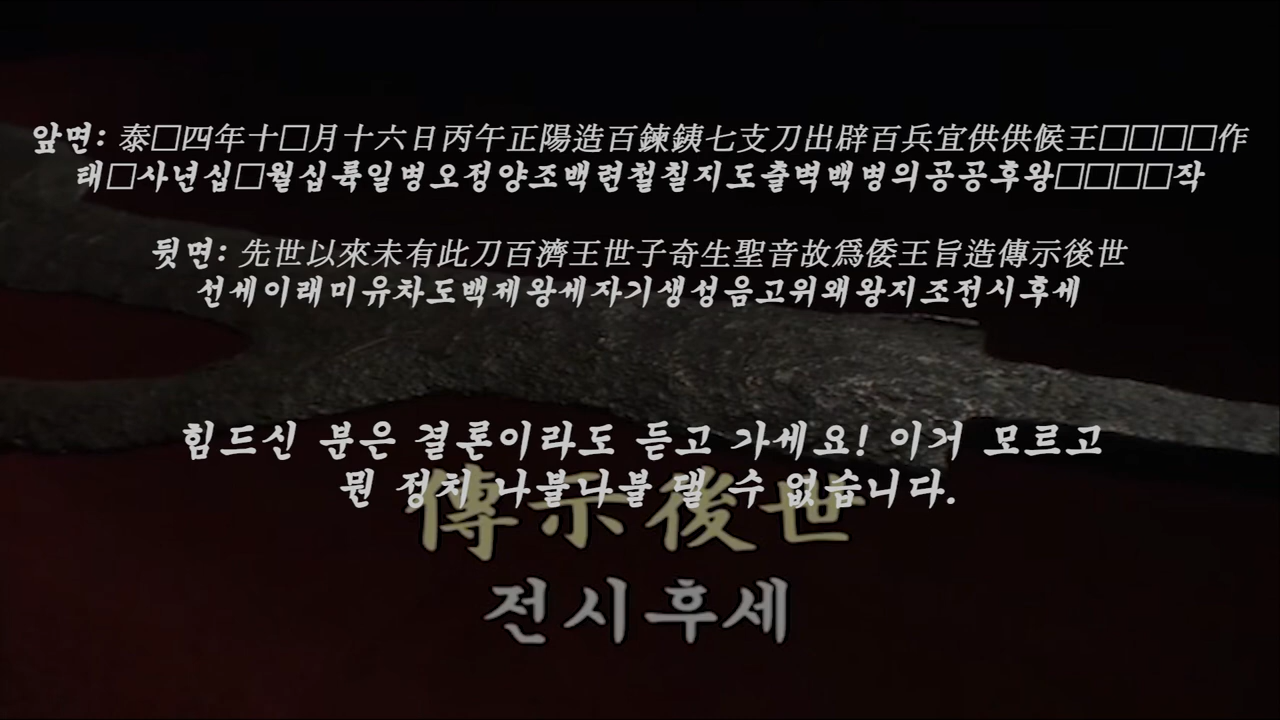 앞면: 泰□四年十□月十六日丙午正陽造百鍊銕七支刀出辟百兵宜供供候王□□□□作
태□사년십□월십륙일병오정양조백련철칠지도출벽백병의공공후왕□□□□작
뒷면: 先世以來未有此刀百濟王世子奇生聖音故爲倭王旨造傳示後世
선세이래미유차도백제왕세자기생성음고위왜왕지조전시후세
힘드신 분은 결론이라도 듣고 가세요! 이거 모르고
뭔 정치 나불나불 댈 수 없습니다.
傳示後世
전시후세